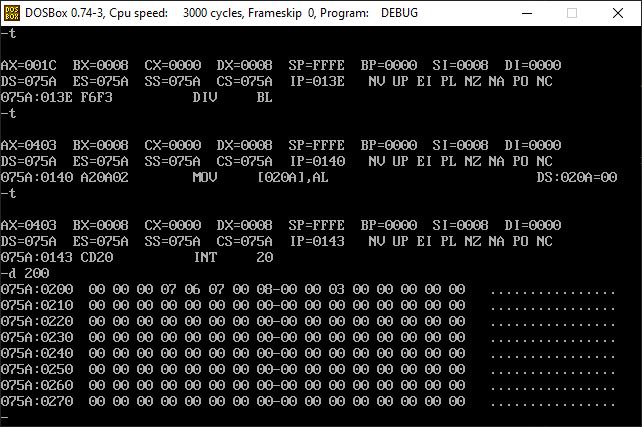 DOSBox 0.74-3, Cpu speed: 3000 cycles, Frameskip 0, Program: DEBUG
-t
AX=001C BX=0008 CX=0000 DX=0008 SP=FFFE BP=0000 SI=0008 DI=0000
DS=075A ES=075A SS=075A CS=075A IP=013E NV UP EI PL NZ NA PO NC
075A:013E F6F3 DIV BL
-t
AX=0403 BX=0008 CX=0000 DX=0008 SP=FFFE BP=0000 SI=0008 DI=0000
DS=075A ES=075A SS=075A CS=075A IP=0140 NV UP EI PL NZ NA PO NC
075A:0140 A20A02 MOV [020A],AL DS:020A=00
-t
AX=0403 BX=0008 CX=0000 DX=0008 SP=FFFE BP=0000 SI=0008 DI=0000
DS=075A ES=075A SS=075A CS=075A IP=0143 NV UP EI PL NZ NA PO NC
075A:0143 CD20 INT 20
-d 200
075A:0200 00 00 00 07 06 07 00 08-00 00 03 00 00 00 00 00 ................
075A:0210 00 00 00 00 00 00 00 00-00 00 00 00 00 00 00 00 ................
075A:0220 00 00 00 00 00 00 00 00-00 00 00 00 00 00 00 00 ................
075A:0230 00 00 00 00 00 00 00 00-00 00 00 00 00 00 00 00 ................
075A:0240 00 00 00 00 00 00 00 00-00 00 00 00 00 00 00 00 ................
075A:0250 00 00 00 00 00 00 00 00-00 00 00 00 00 00 00 00 ................
075A:0260 00 00 00 00 00 00 00 00-00 00 00 00 00 00 00 00 ................
075A:0270 00 00 00 00 00 00 00 00-00 00 00 00 00 00 00 00 ................
-